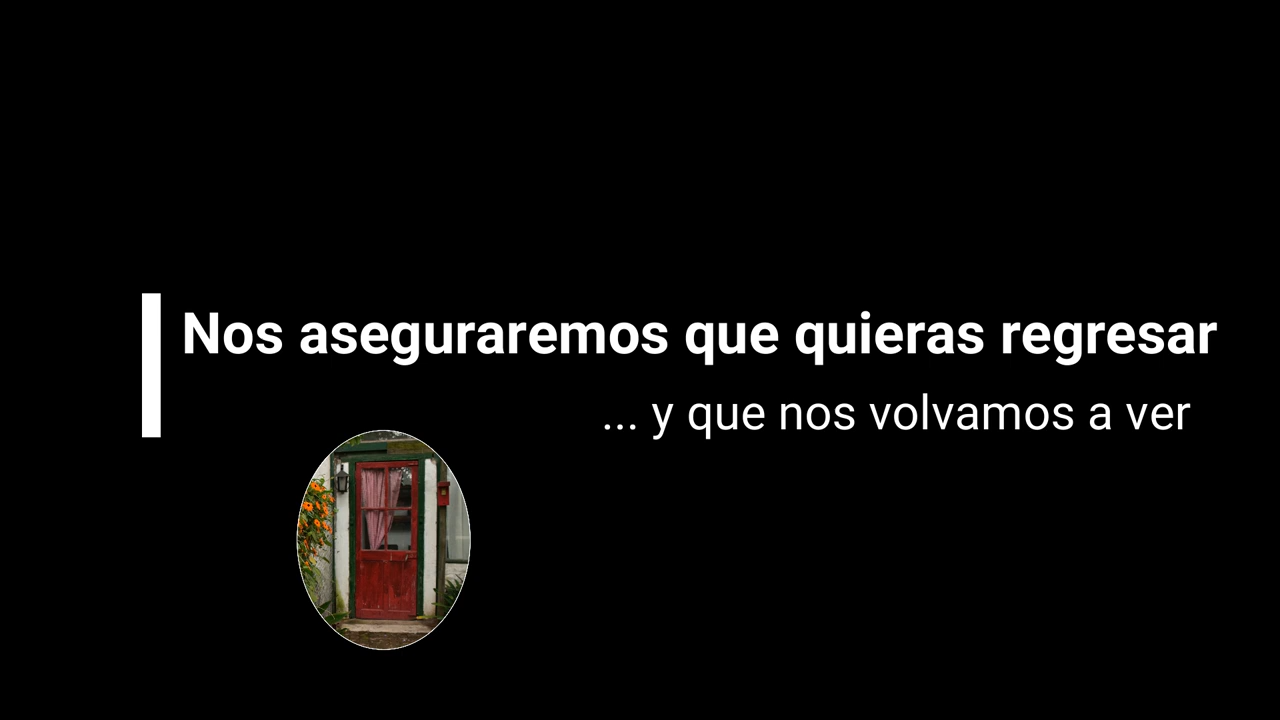 Nos aseguraremos que quieras regresar
... y que nos volvamos a ver